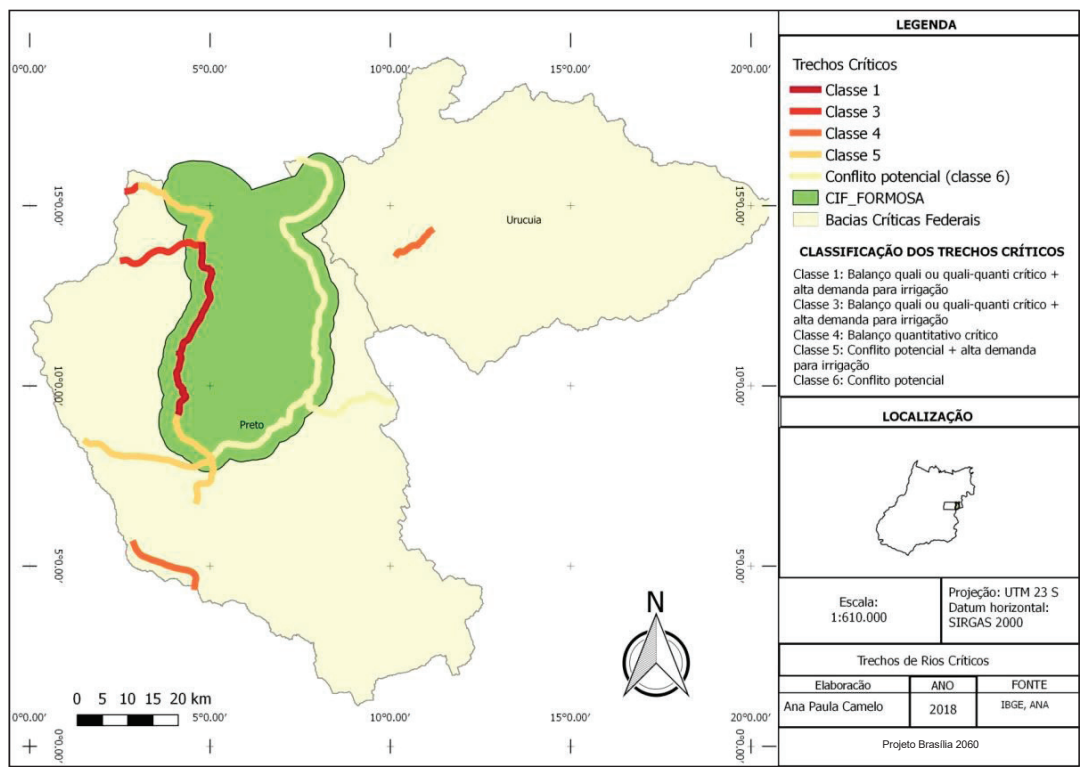 0°0.00'
5°0.00'
10°0.00'
15°0.00'
20°0.00'
15°0.00'
15°0.00'
Urucuia
10°0.00'
10°0.00'
Preto
5°0.00'
5°0.00'
N
0 5 10 15 20 km
0°0.00'
5°0.00'
10°0.00'
15°0.00'
20°0.00'
0°0.00'
0°0.00'
LEGENDA
Trechos Críticos
Classe 1
Classe 3
Classe 4
Classe 5
Conflito potencial (classe 6)
CIF_FORMOSA
Bacias Críticas Federais
CLASSIFICAÇÃO DOS TRECHOS CRÍTICOS
Classe 1: Balanço quali ou quali-quanti crítico +
alta demanda para irrigação
Classe 3: Balanço quali ou quali-quanti crítico +
alta demanda para irrigação
Classe 4: Balanço quantitativo crítico
Classe 5: Conflito potencial + alta demanda
para irrigação
Classe 6: Conflito potencial
LOCALIZAÇÃO
Escala:
1:610.000
Projeção: UTM 23 S
Datum horizontal:
SIRGAS 2000
Trechos de Rios Críticos
Elaboracão
ANO
FONTE
Ana Paula Camelo
2018
IBGE, ANA
Projeto Brasília 2060